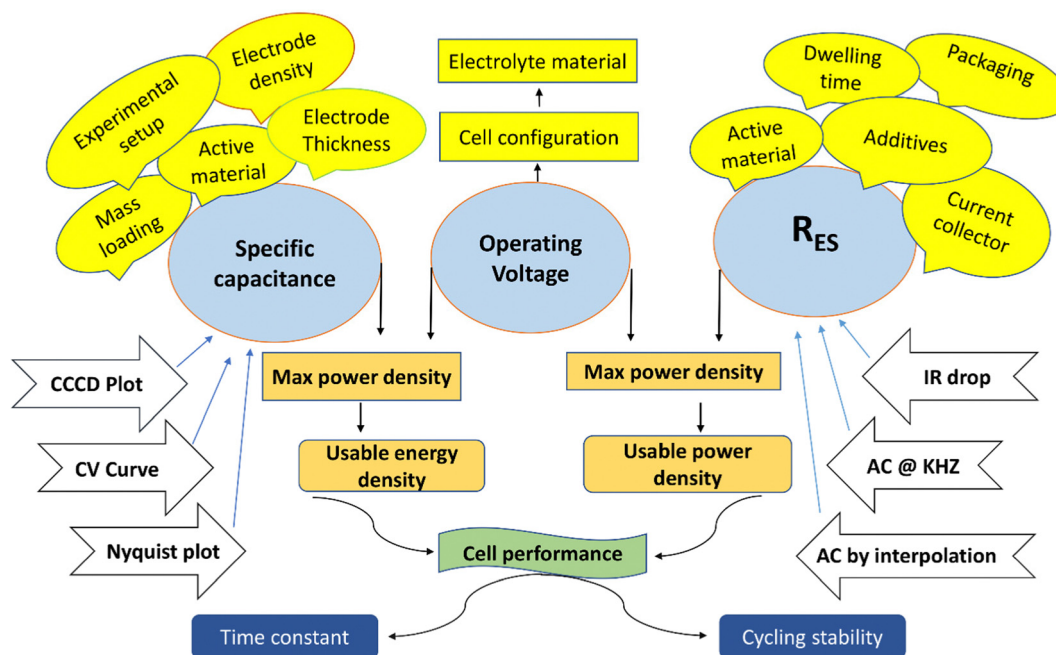 Electrode
density
Experimental
setup
Electrode
Thickness
Active
material
Mass
loading
Electrolyte material
Cell configuration
Dwelling
time
Packaging
Active
material
Additives
Current
collector
Specific
capacitance
Operating
Voltage
R_ES
CCCD Plot
CV Curve
Nyquist plot
Max power density
Max power density
Usable energy
density
Usable power
density
IR drop
AC @ KHZ
AC by interpolation
Cell performance
Time constant
Cycling stability